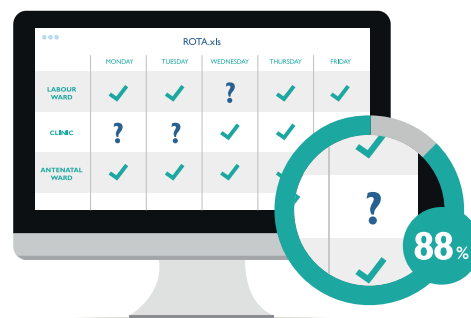 ROTA.xls
MONDAY TUESDAY WEDNESDAY THURSDAY FRIDAY
LABOUR
WARD
✓ ✓ ? ✓ ✓
CLINIC
? ? ✓ ✓ ?
ANTENATAL
WARD
✓ ✓ ✓ ✓ ✓
88%